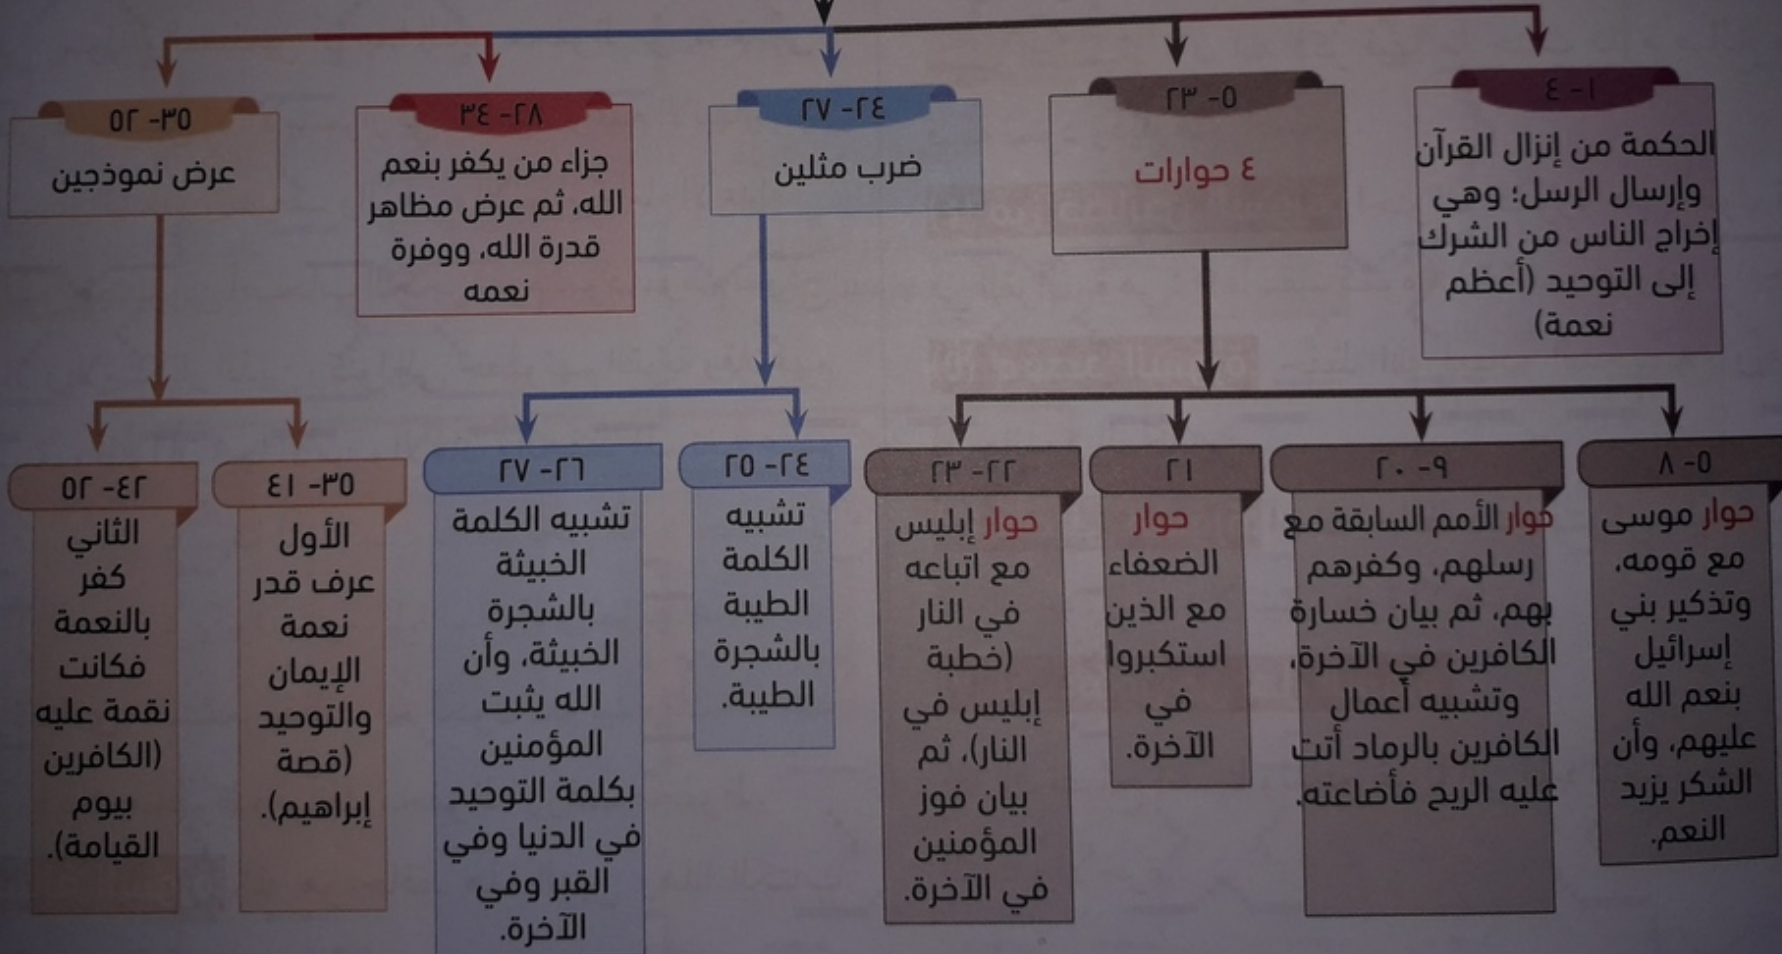 ١- ٤
الحكمة من إنزال القرآن
وإرسال الرسل؛ وهي
إخراج الناس من الشرك
إلى التوحيد (أعظم
نعمة)
٥- ٢٣
٤ حوارات
٢٤- ٢٧
ضرب مثلين
٢٨- ٣٤
جزاء من يكفر بنعم
الله، ثم عرض مظاهر
قدرة الله، ووفرة
نعمه
٣٥- ٥٢
عرض نموذجين
٥- ٨
حوار موسى
مع قومه،
وتذكير بني
إسرائيل
بنعم الله
عليهم، وأن
الشكر يزيد
النعم.
٩- ٢٠
حوار الأمم السابقة مع
رسلهم، وكفرهم
بهم، ثم بيان خسارة
الكافرين في الآخرة،
وتشبيه أعمال
الكافرين بالرماد أتت
عليه الريح فأضاعته.
٢١
حوار
الضعفاء
مع الذين
استكبروا
في
الآخرة.
٢٢- ٢٣
حوار إبليس
مع اتباعه
في النار
(خطبة
إبليس في
النار)، ثم
بيان فوز
المؤمنين
في الآخرة.
٢٤- ٢٥
تشبيه
الكلمة
الطيبة
بالشجرة
الطيبة.
٢٦- ٢٧
تشبيه الكلمة
الخبيثة
بالشجرة
الخبيثة، وأن
الله يثبت
المؤمنين
بكلمة التوحيد
في الدنيا وفي
القبر وفي
الآخرة.
٣٥- ٤١
الأول
عرف قدر
نعمة
الإيمان
والتوحيد
(قصة
إبراهيم).
٤٢- ٥٢
الثاني
كفر
بالنعمة
فكانت
نقمة عليه
(الكافرين
بيوم
القيامة).